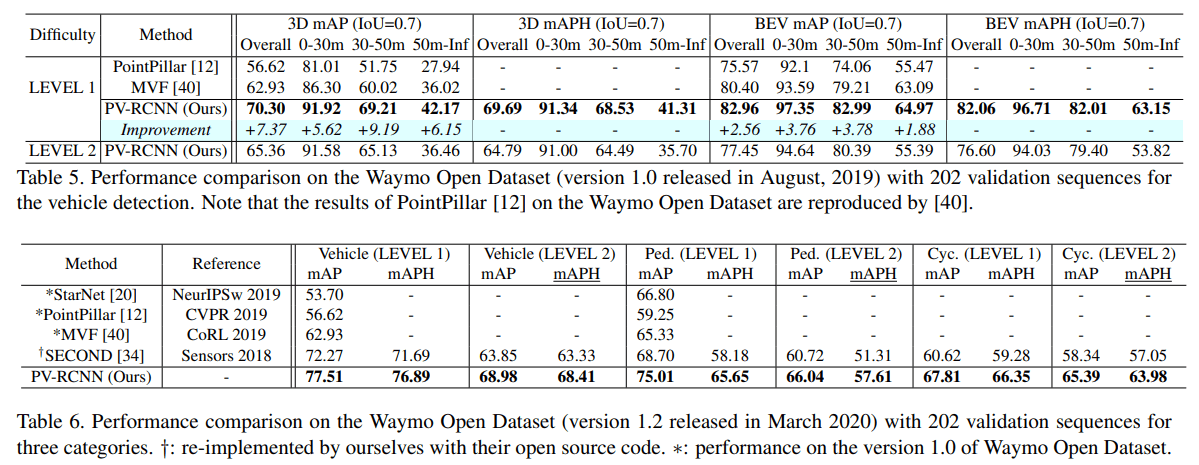 Difficulty Method 3D mAP (IoU=0.7) 3D mAPH (IoU=0.7) BEV mAP (IoU=0.7) BEV mAPH (IoU=0.7)
Overall 0-30m 30-50m 50m-Inf Overall 0-30m 30-50m 50m-Inf Overall 0-30m 30-50m 50m-Inf Overall 0-30m 30-50m 50m-Inf
LEVEL 1 PointPillar [12] 56.62 81.01 51.75 27.94 - - - - 75.57 92.1 74.06 55.47 - - - -
MVF [40] 62.93 86.30 60.02 36.02 - - - - 80.40 93.59 79.21 63.09 - - - -
PV-RCNN (Ours) 70.30 91.92 69.21 42.17 69.69 91.34 68.53 41.31 82.96 97.35 82.99 64.97 82.06 96.71 82.01 63.15
Improvement +7.37 +5.62 +9.19 +6.15 - - - - +2.56 +3.76 +3.78 +1.88 - - - -
LEVEL 2 PV-RCNN (Ours) 65.36 91.58 65.13 36.46 64.79 91.00 64.49 35.70 77.45 94.64 80.39 55.39 76.60 94.03 79.40 53.82
Table 5. Performance comparison on the Waymo Open Dataset (version 1.0 released in August, 2019) with 202 validation sequences for
the vehicle detection. Note that the results of PointPillar [12] on the Waymo Open Dataset are reproduced by [40].
Method Reference Vehicle (LEVEL 1) Vehicle (LEVEL 2) Ped. (LEVEL 1) Ped. (LEVEL 2) Cyc. (LEVEL 1) Cyc. (LEVEL 2)
mAP mAPH mAP mAPH mAP mAPH mAP mAPH mAP mAPH mAP mAPH
*StarNet [20] NeurIPSw 2019 53.70 - - - 66.80 - - - - - - -
*PointPillar [12] CVPR 2019 56.62 - - - 59.25 - - - - - - -
*MVF [40] CoRL 2019 62.93 - - - 65.33 - - - - - - -
†SECOND [34] Sensors 2018 72.27 71.69 63.85 63.33 68.70 58.18 60.72 51.31 60.62 59.28 58.34 57.05
PV-RCNN (Ours) - 77.51 76.89 68.98 68.41 75.01 65.65 66.04 57.61 67.81 66.35 65.39 63.98
Table 6. Performance comparison on the Waymo Open Dataset (version 1.2 released in March 2020) with 202 validation sequences for
three categories. †: re-implemented by ourselves with their open source code. ∗: performance on the version 1.0 of Waymo Open Dataset.